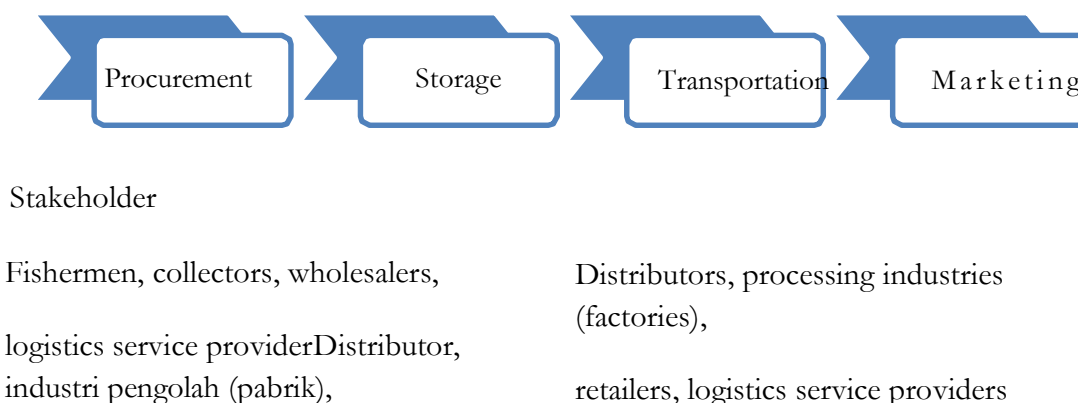 Procurement
Storage
Transportation
Marketing
Stakeholder
Fishermen, collectors, wholesalers,
logistics service providerDistributor,
industri pengolah (pabrik),
Distributors, processing industries
(factories),
retailers, logistics service providers